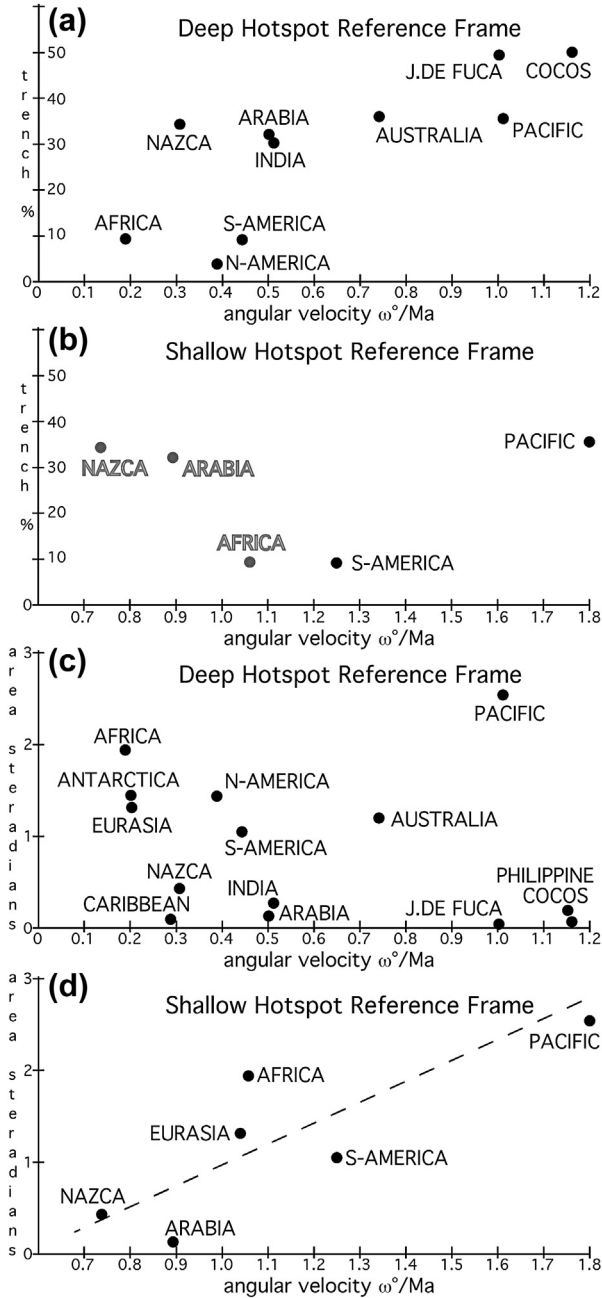 (a)
Deep Hotspot Reference Frame
50
J.DE FUCA COCOS
trench %
40
ARABIA
NAZCA AUSTRALIA PACIFIC
30
INDIA
20
AFRICA S-AMERICA
10
N-AMERICA
0
0 0.1 0.2 0.3 0.4 0.5 0.6 0.7 0.8 0.9 1.0 1.1 1.2
angular velocity ω°/Ma
(b)
Shallow Hotspot Reference Frame
50
trench %
40
PACIFIC
NAZCA ARABIA
30
20
AFRICA
10
S-AMERICA
0
0.7 0.8 0.9 1.0 1.1 1.2 1.3 1.4 1.5 1.6 1.7 1.8
angular velocity ω°/Ma
3
(c)
Deep Hotspot Reference Frame
area steradians
PACIFIC
AFRICA
2
ANTARCTICA N-AMERICA
EURASIA AUSTRALIA
1
S-AMERICA
NAZCA
INDIA PHILIPPINE
CARIBBEAN ARABIA J.DE FUCA COCOS
0
0 0.1 0.2 0.3 0.4 0.5 0.6 0.7 0.8 0.9 1.0 1.1 1.2
angular velocity ω°/Ma
3
(d)
Shallow Hotspot Reference Frame
area steradians
PACIFIC
2
AFRICA
EURASIA
1
S-AMERICA
NAZCA
ARABIA
0
0.7 0.8 0.9 1.0 1.1 1.2 1.3 1.4 1.5 1.6 1.7 1.8
angular velocity ω°/Ma